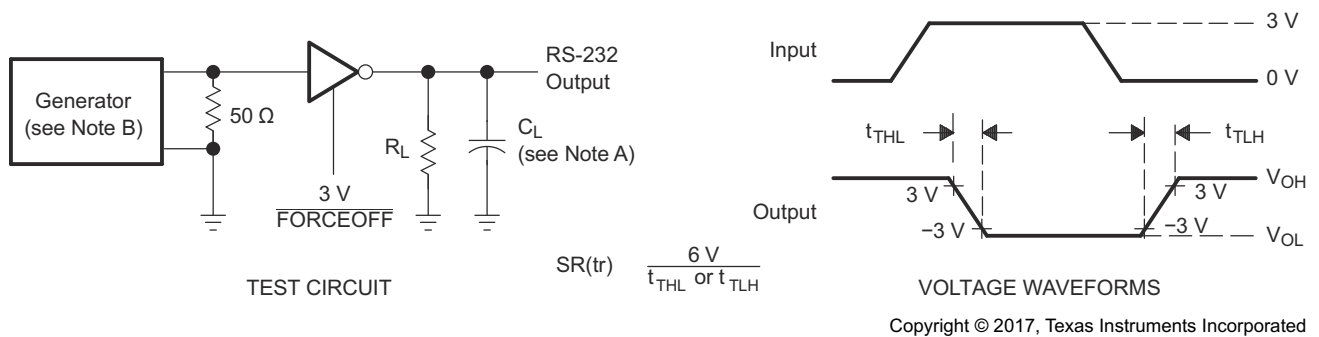 Generator
(see Note B)
50 Ω
3 V
FORCEOFF
R_L
C_L
(see Note A)
RS-232
Output
TEST CIRCUIT
SR(tr)
6 V
t_THL or t_TLH
Input
3 V
0 V
t_THL
t_TLH
Output
3 V
−3 V
3 V
−3 V
V_OH
V_OL
VOLTAGE WAVEFORMS
Copyright © 2017, Texas Instruments Incorporated